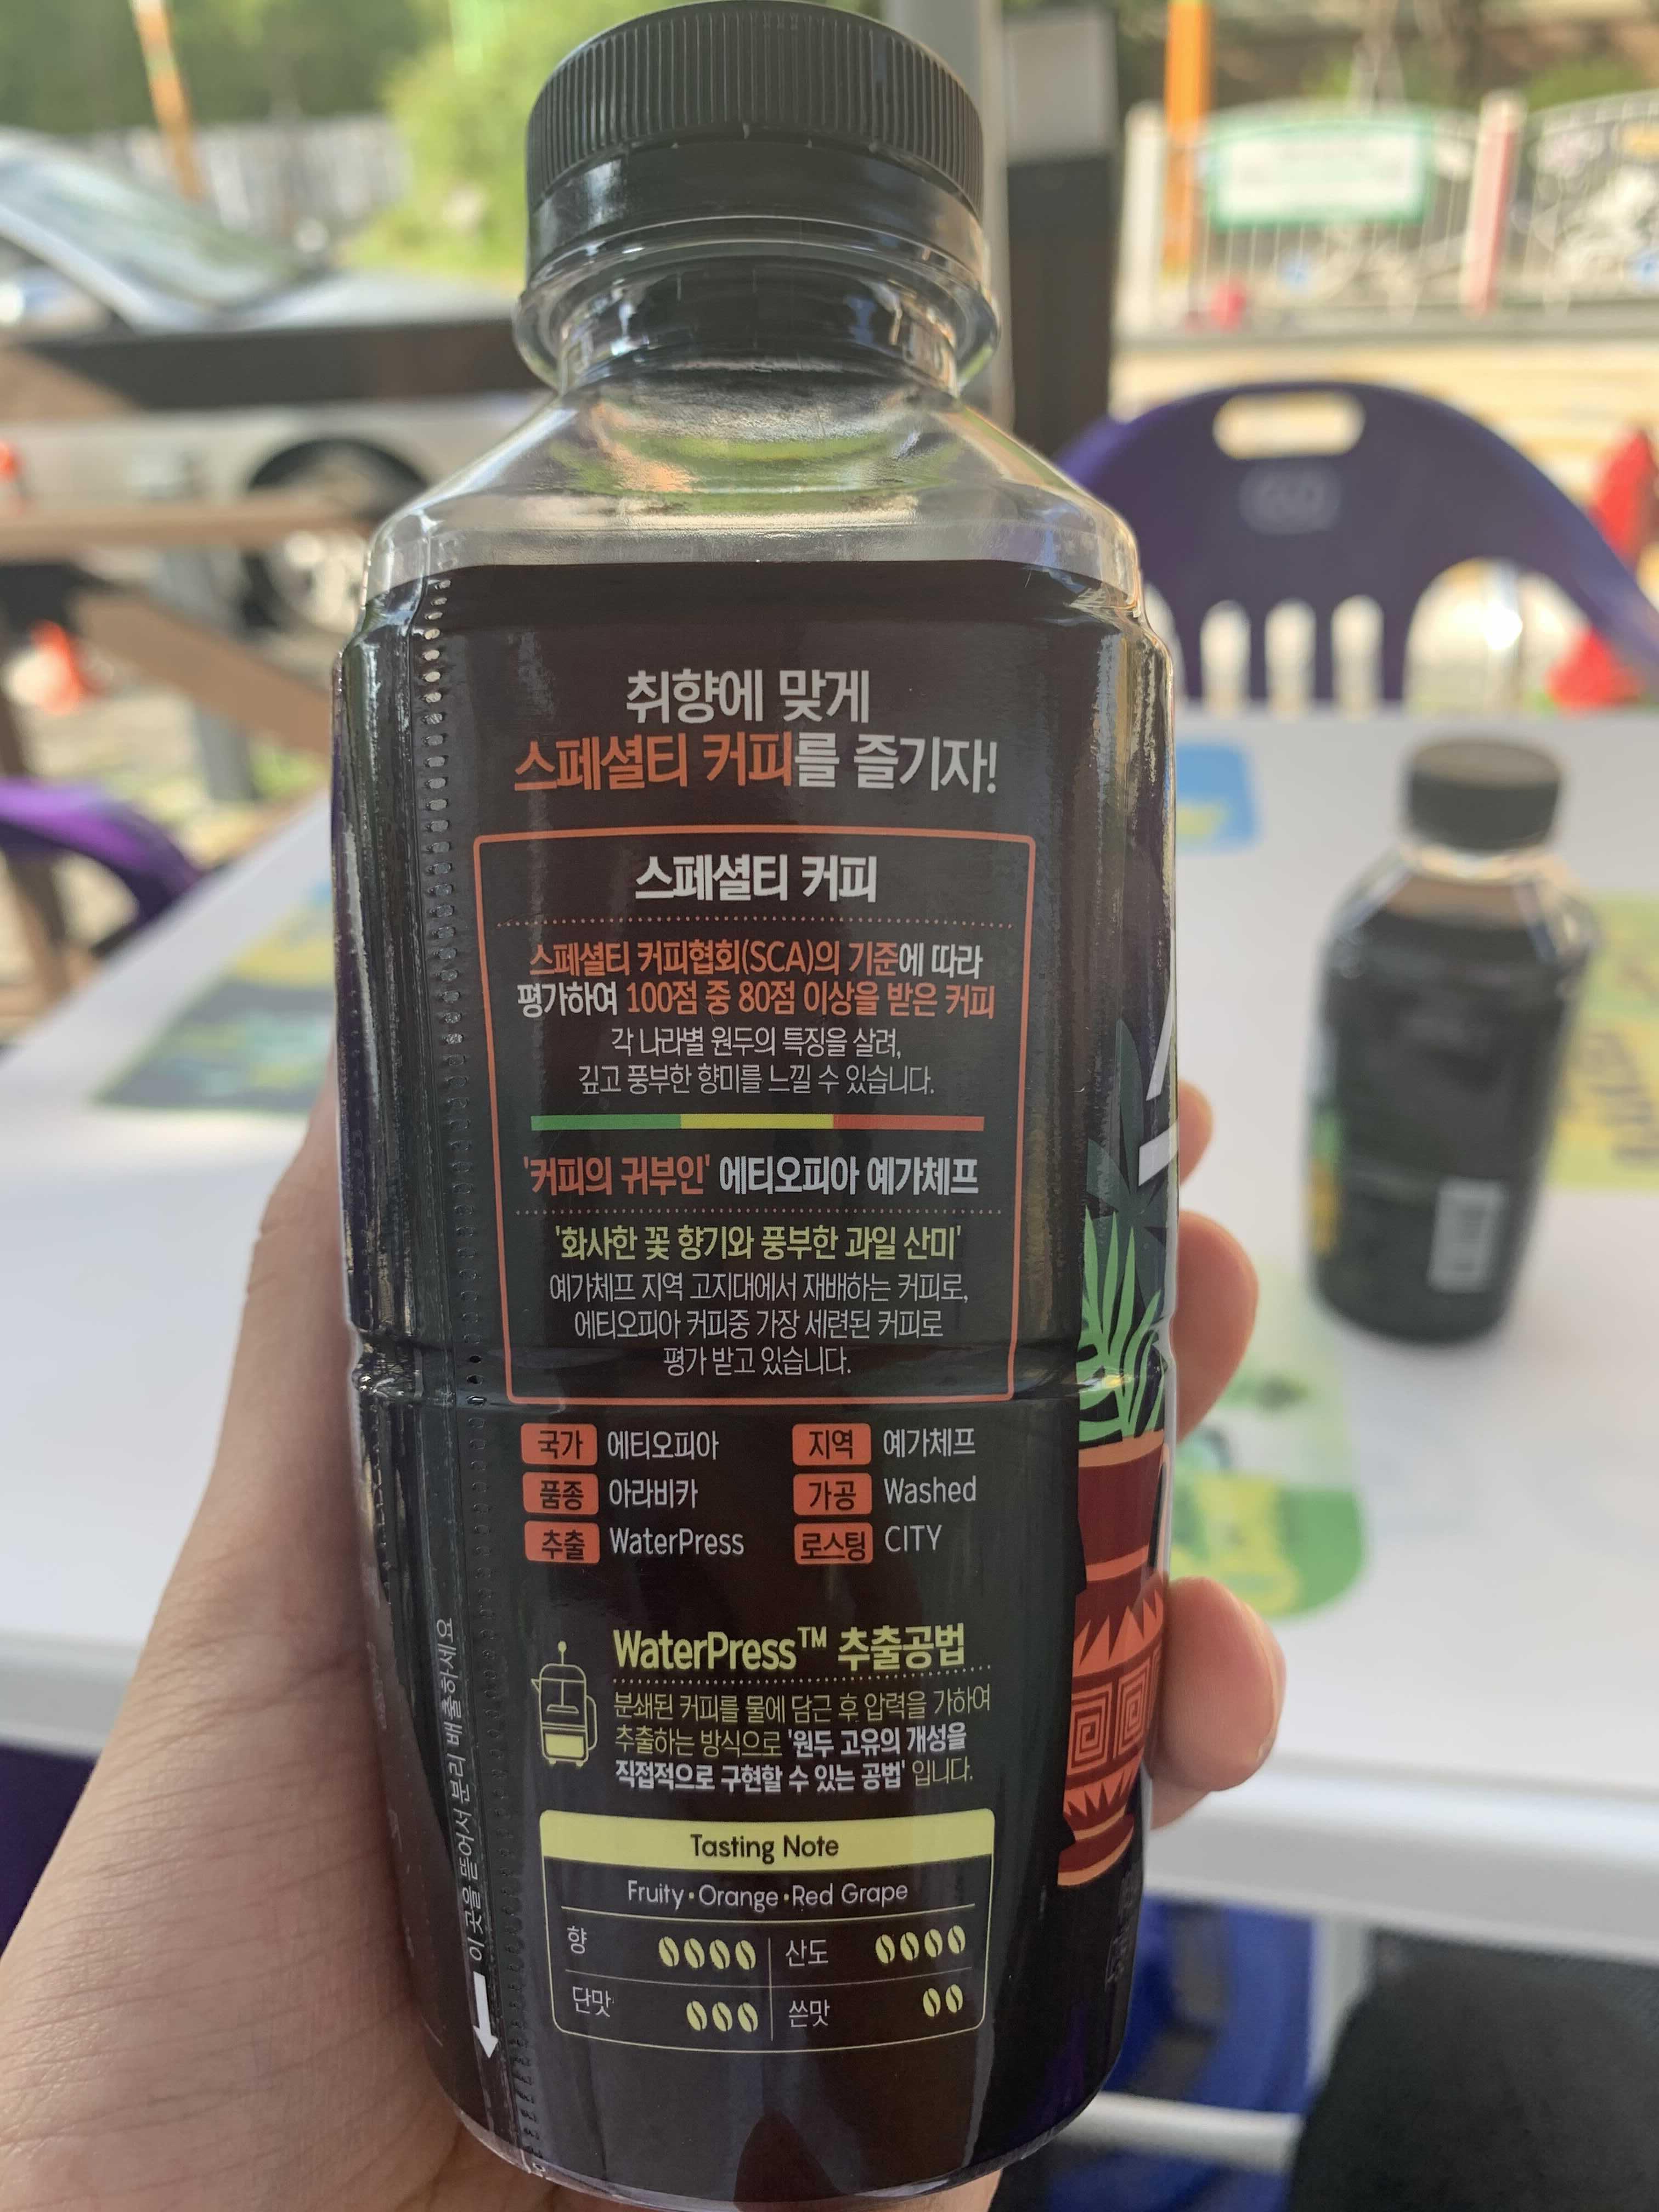 취향에 맞게
스페셜티 커피를 즐기자!
스페셜티 커피
스페셜티 커피협회(SCA)의 기준에 따라
평가하여 100점 중 80점 이상을 받은 커피
각 나라별 원두의 특징을 살려,
깊고 풍부한 향미를 느낄 수 있습니다.
'커피의 귀부인' 에티오피아 예가체프
'화사한 꽃 향기와 풍부한 과일 산미'
예가체프 지역 고지대에서 재배하는 커피로,
에티오피아 커피중 가장 세련된 커피로
평가 받고 있습니다.
국가 에티오피아 지역 예가체프
품종 아라비카 가공 Washed
추출 WaterPress 로스팅 CITY
WaterPress™ 추출공법
분쇄된 커피를 물에 담근 후 압력을 가하여
추출하는 방식으로 '원두 고유의 개성을
직접적으로 구현할 수 있는 공법' 입니다.
Tasting Note
Fruity•Orange•Red Grape
향 산도
단맛 쓴맛
이 곳을 뜯어서 분리 배출하세요